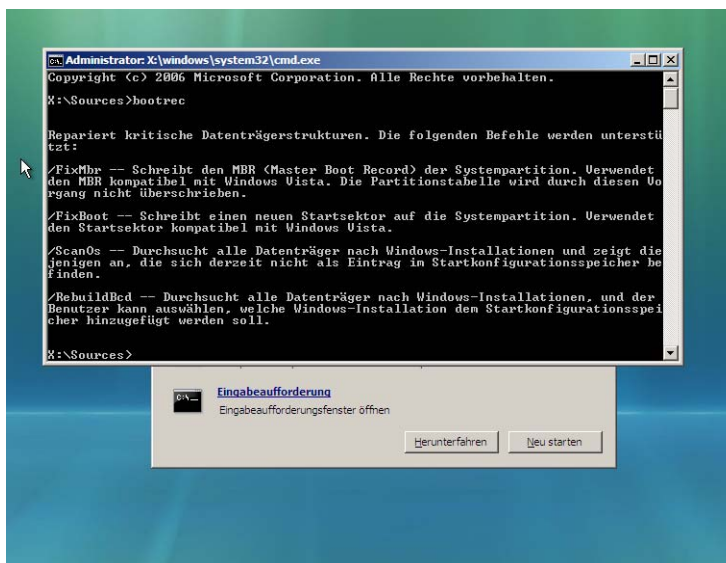 Administrator: X:\windows\system32\cmd.exe
Copyright (c) 2006 Microsoft Corporation. Alle Rechte vorbehalten.
X:\Sources>bootrec
Repariert kritische Datenträgerstrukturen. Die folgenden Befehle werden unterstü
tzt:
/FixMbr -- Schreibt den MBR (Master Boot Record) der Systempartition. Verwendet
den MBR kompatibel mit Windows Vista. Die Partitionstabelle wird durch diesen Vo
rgang nicht überschrieben.
/FixBoot -- Schreibt einen neuen Startsektor auf die Systempartition. Verwendet
den Startsektor kompatibel mit Windows Vista.
/ScanOs -- Durchsucht alle Datenträger nach Windows-Installationen und zeigt die
jenigen an, die sich derzeit nicht als Eintrag im Startkonfigurationsspeicher be
finden.
/RebuildBcd -- Durchsucht alle Datenträger nach Windows-Installationen, und der
Benutzer kann auswählen, welche Windows-Installation dem Startkonfigurationsspei
cher hinzugefügt werden soll.
X:\Sources>
C:\_
Eingabeaufforderung
Eingabeaufforderungsfenster öffnen
Herunterfahren
Neu starten